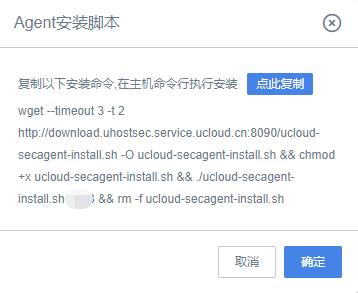 Agent安装脚本
复制以下安装命令,在主机命令行执行安装 点此复制
wget --timeout 3 -t 2
http://download.uhostsec.service.ucloud.cn:8090/ucloud-
secagent-install.sh -O ucloud-secagent-install.sh && chmod
+x ucloud-secagent-install.sh && ./ucloud-secagent-
install.sh && rm -f ucloud-secagent-install.sh
取消 确定